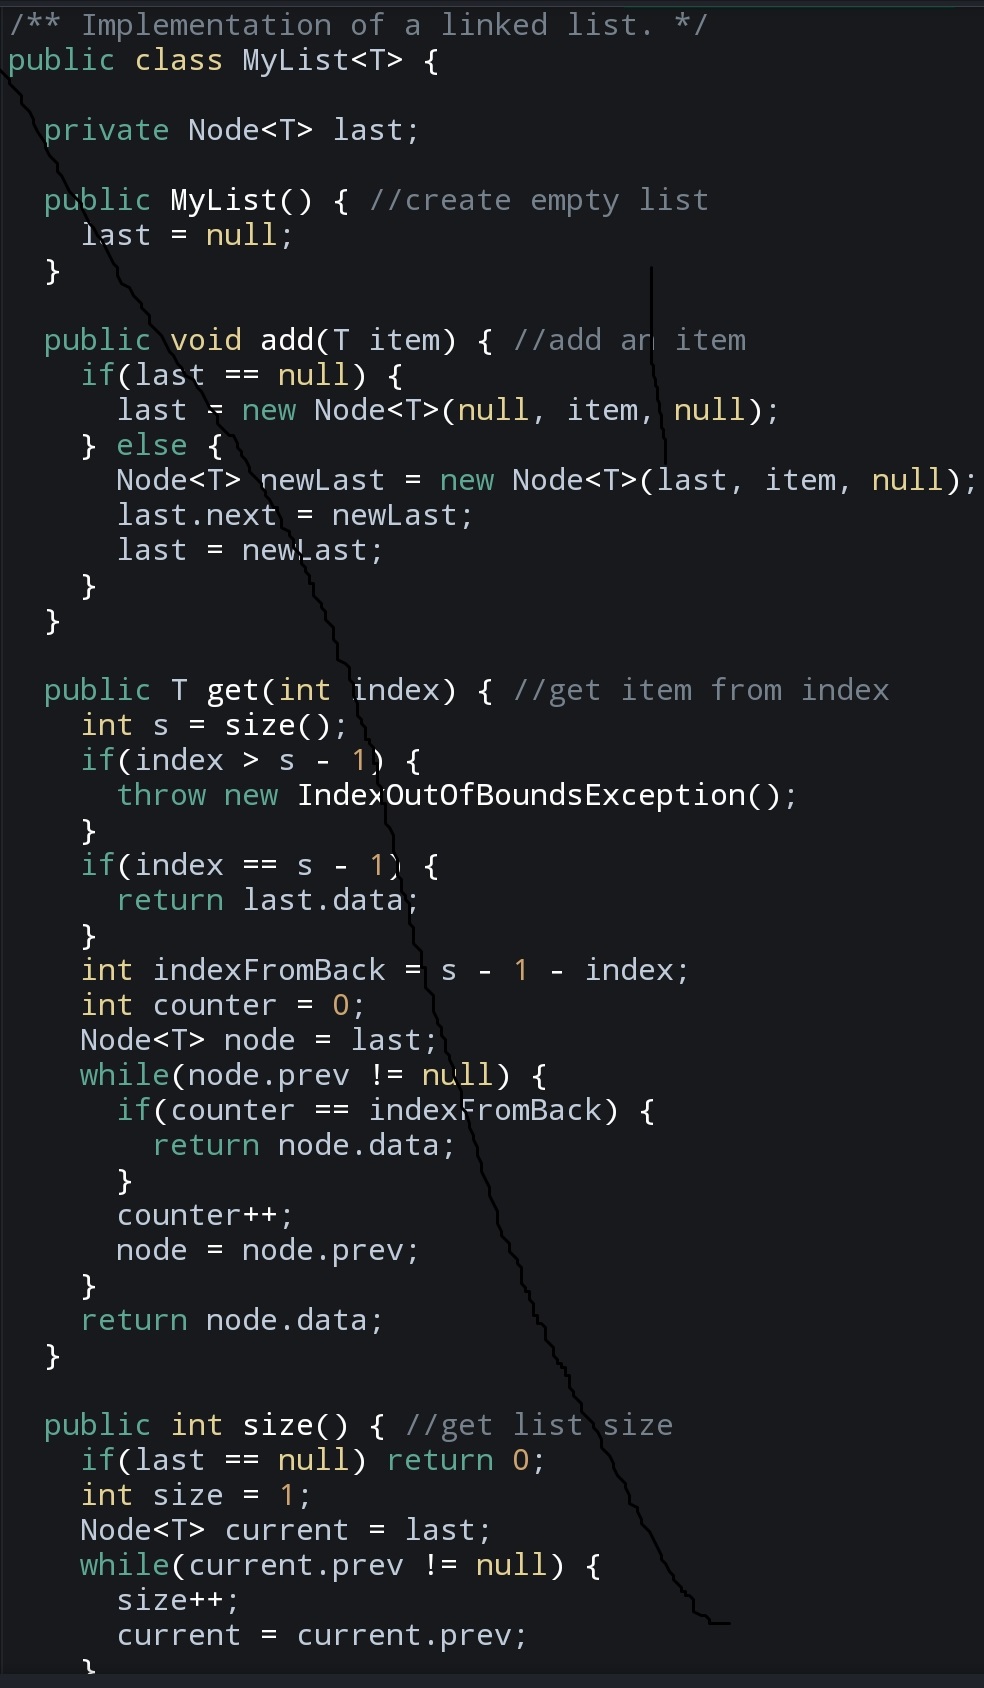 /** Implementation of a linked list. */
public class MyList<T> {
private Node<T> last;
public MyList() { //create empty list
last = null;
}
public void add(T item) { //add an item
if(last == null) {
last = new Node<T>(null, item, null);
} else {
Node<T> newLast = new Node<T>(last, item, null);
last.next = newLast;
last = newLast;
}
}
public T get(int index) { //get item from index
int s = size();
if(index > s - 1) {
throw new IndexOutOfBoundsException();
}
if(index == s - 1) {
return last.data;
}
int indexFromBack = s - 1 - index;
int counter = 0;
Node<T> node = last;
while(node.prev != null) {
if(counter == indexFromBack) {
return node.data;
}
counter++;
node = node.prev;
}
return node.data;
}
public int size() { //get list size
if(last == null) return 0;
int size = 1;
Node<T> current = last;
while(current.prev != null) {
size++;
current = current.prev;
}